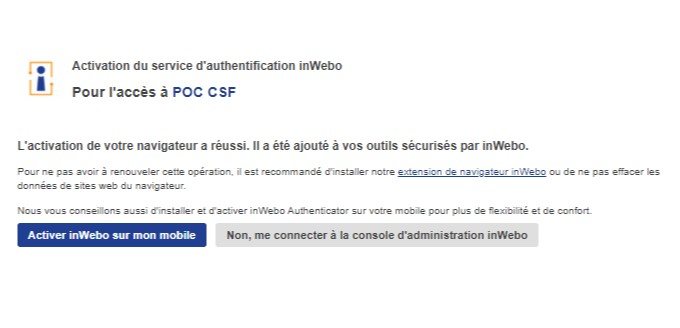 Activation du service d'authentification inWebo
Pour l'accès à POC CSF
L'activation de votre navigateur a réussi. Il a été ajouté à vos outils sécurisés par inWebo.
Pour ne pas avoir à renouveler cette opération, il est recommandé d'installer notre extension de navigateur inWebo ou de ne pas effacer les
données de sites web du navigateur.
Nous vous conseillons aussi d'installer et d'activer inWebo Authenticator sur votre mobile pour plus de flexibilité et de confort.
Activer inWebo sur mon mobile
Non, me connecter à la console d'administration inWebo